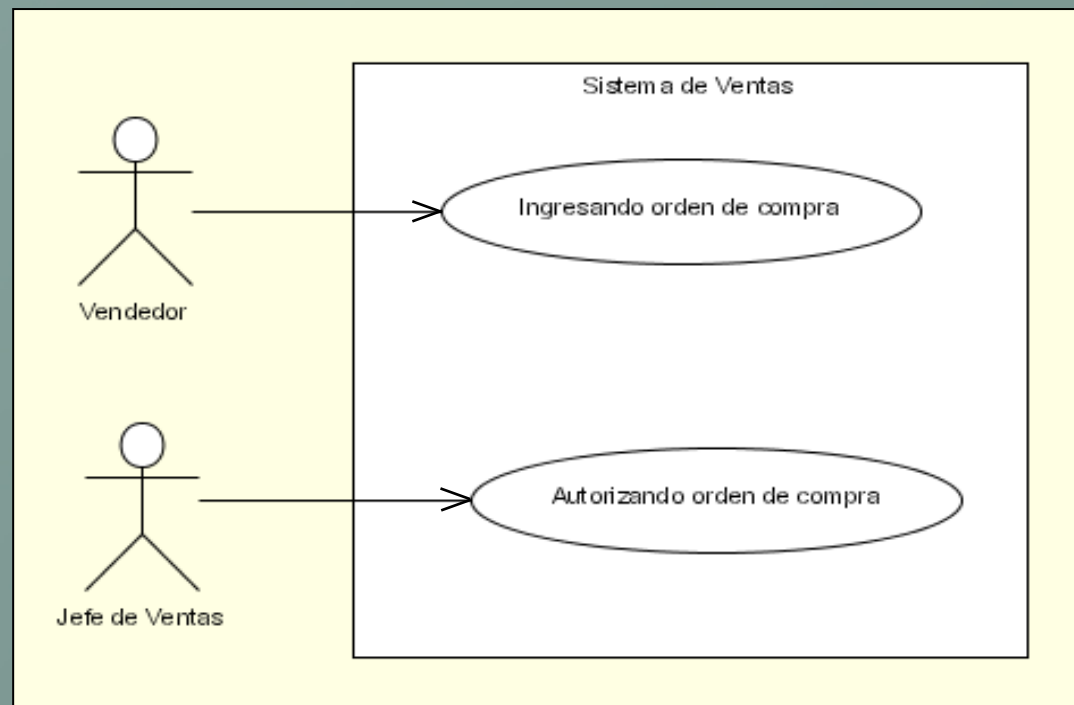 Sistema de Ventas
Ingresando orden de compra
Vendedor
Autorizando orden de compra
Jefe de Ventas